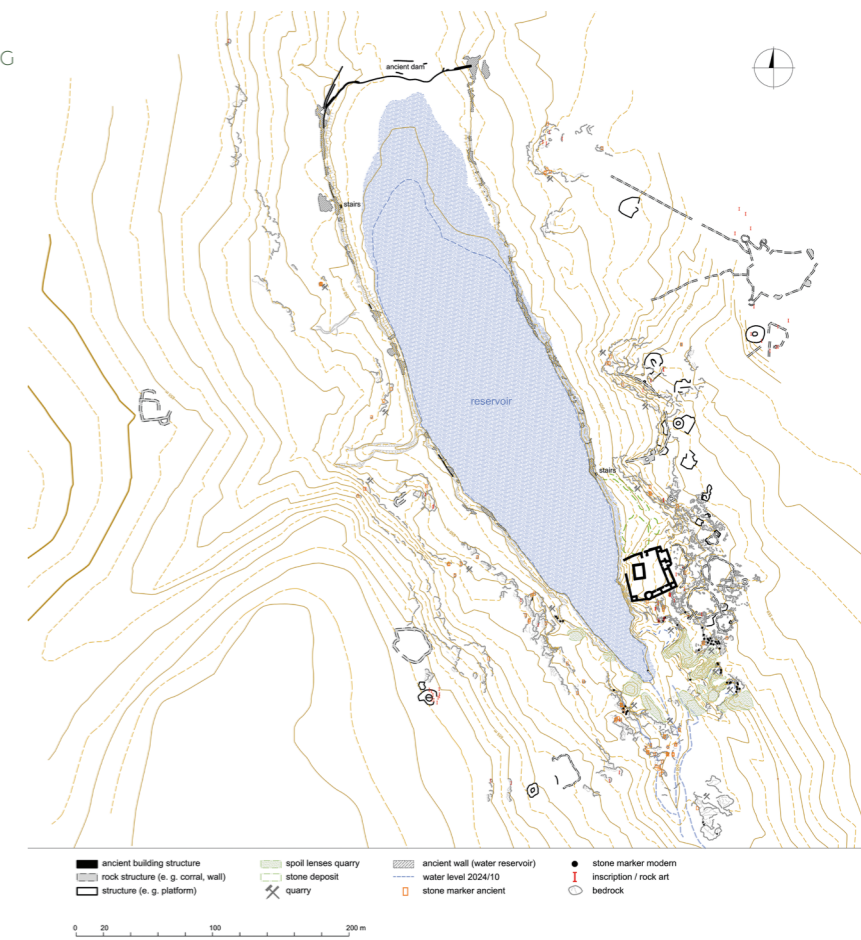 G
ancient dam
stairs
reservoir
stairs
ancient building structure
rock structure (e. g. corral, wall)
structure (e. g. platform)
spoil lenses quarry
stone deposit
quarry
ancient wall (water reservoir)
water level 2024/10
stone marker ancient
stone marker modern
inscription / rock art
bedrock
0 20 100 200 m